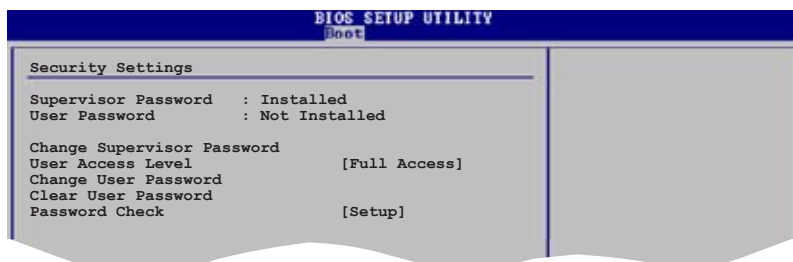 BIOS SETUP UTILITY
Boot
Security Settings
Supervisor Password : Installed
User Password : Not Installed
Change Supervisor Password
User Access Level [Full Access]
Change User Password
Clear User Password
Password Check [Setup]